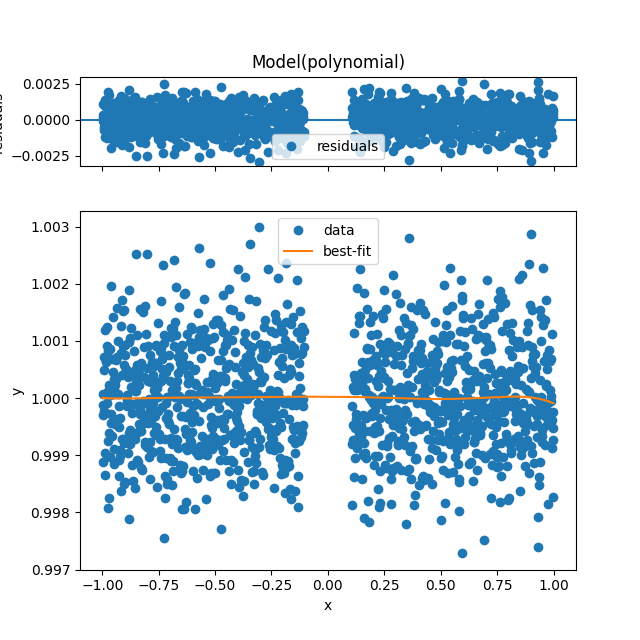 Model(polynomial)
0.0025
0.0000
−0.0025
residuals
residuals
1.003
1.002
1.001
1.000
0.999
0.998
0.997
y
data
best-fit
−1.00 −0.75 −0.50 −0.25 0.00 0.25 0.50 0.75 1.00
x